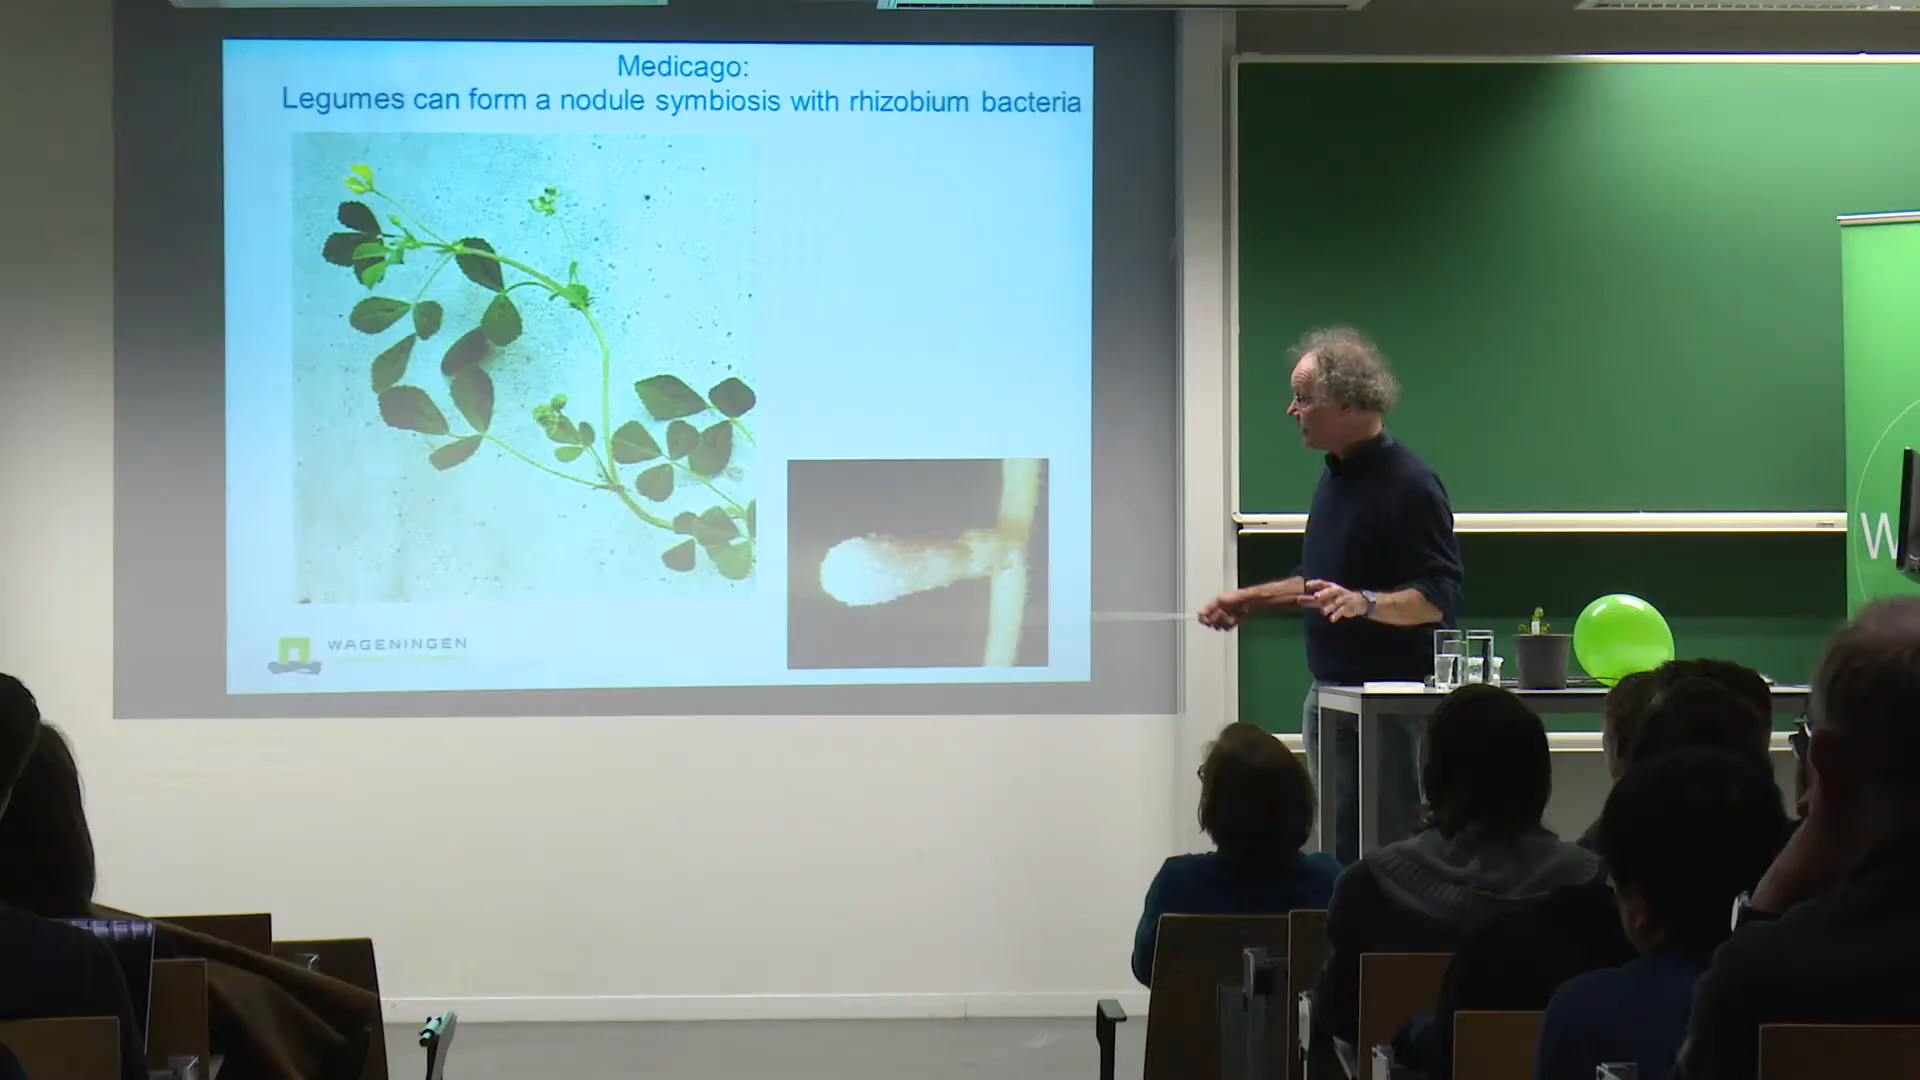 Medicago:
Legumes can form a nodule symbiosis with rhizobium bacteria
WAGENINGEN
W